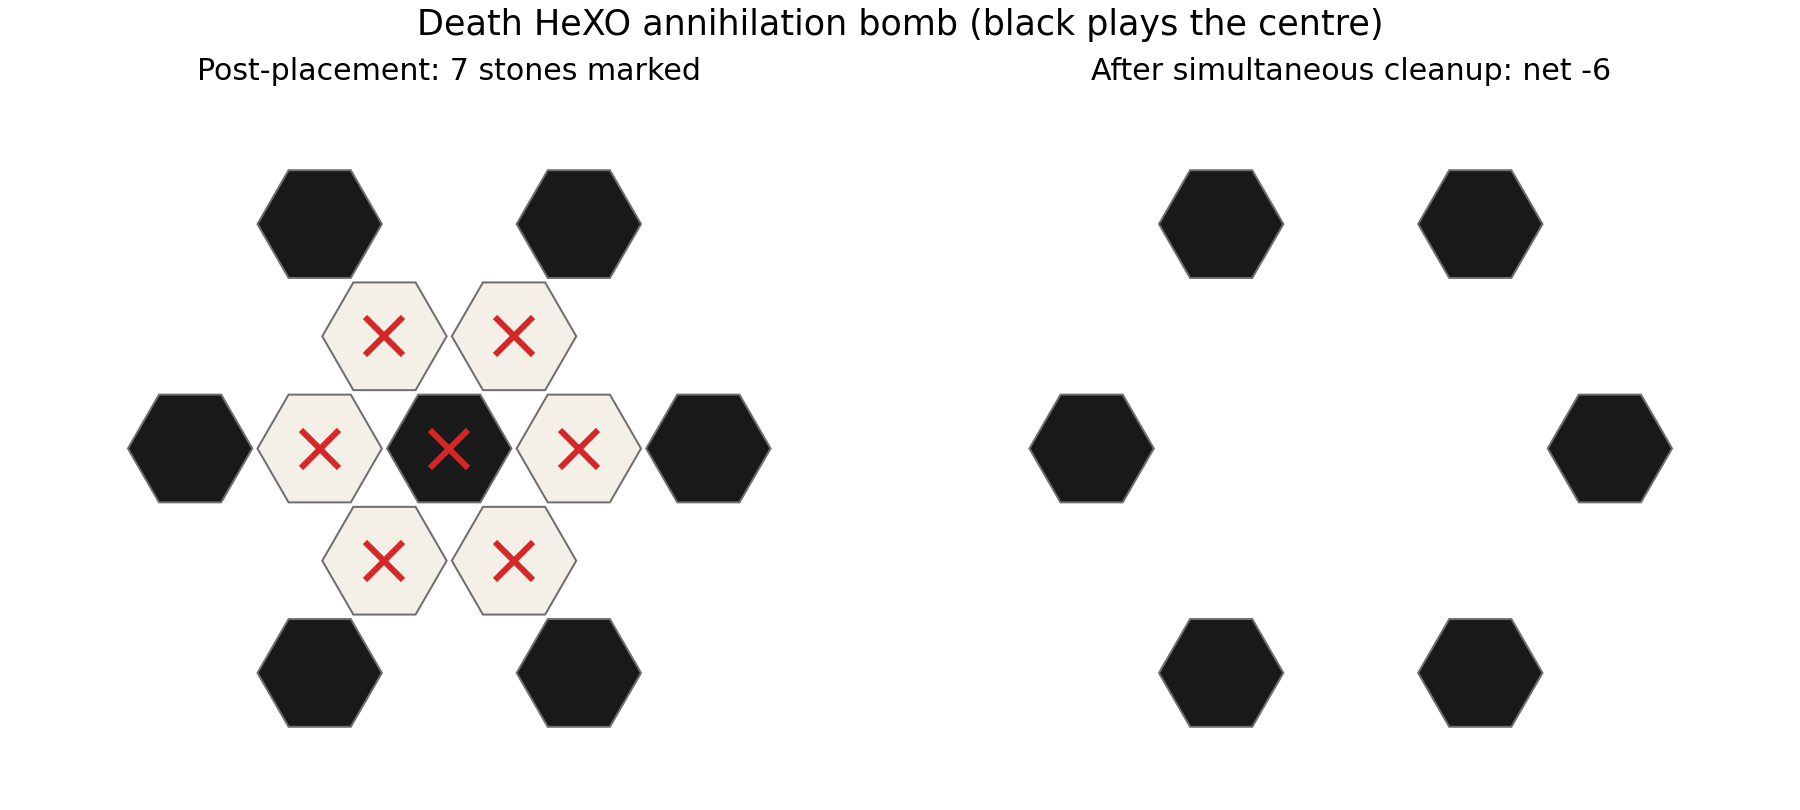 Death HeXO annihilation bomb (black plays the centre)
Post-placement: 7 stones marked
After simultaneous cleanup: net -6